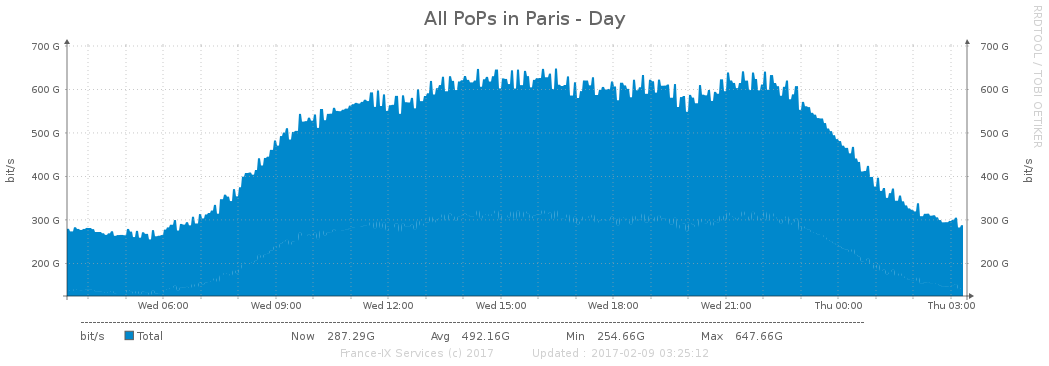 All PoPs in Paris - Day
RRDTOOL / TOBI OETIKER
700 G 700 G
600 G 600 G
500 G 500 G
400 G 400 G
300 G 300 G
200 G 200 G
bit/s bit/s
Wed 06:00 Wed 09:00 Wed 12:00 Wed 15:00 Wed 18:00 Wed 21:00 Thu 00:00 Thu 03:00
bit/s Total Now 287.29G Avg 492.16G Min 254.66G Max 647.66G
France-IX Services (c) 2017 Updated : 2017-02-09 03:25:12